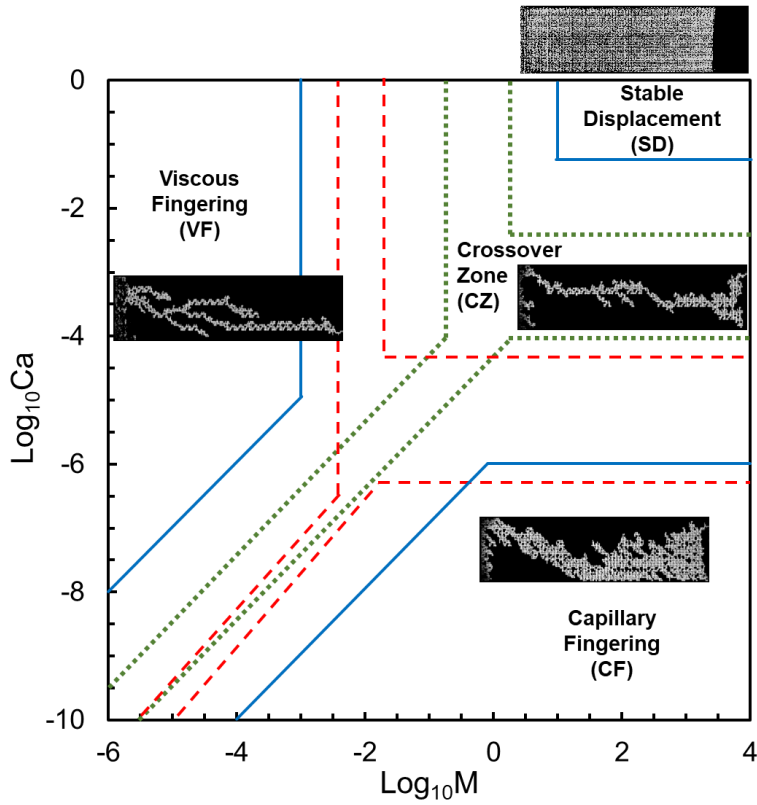 0
Stable
Displacement
(SD)
Viscous
Fingering
(VF)
-2
Crossover
Zone
(CZ)
-4
Log₁₀Ca
-6
-8
Capillary
Fingering
(CF)
-10
-6 -4 -2 0 2 4
Log₁₀M